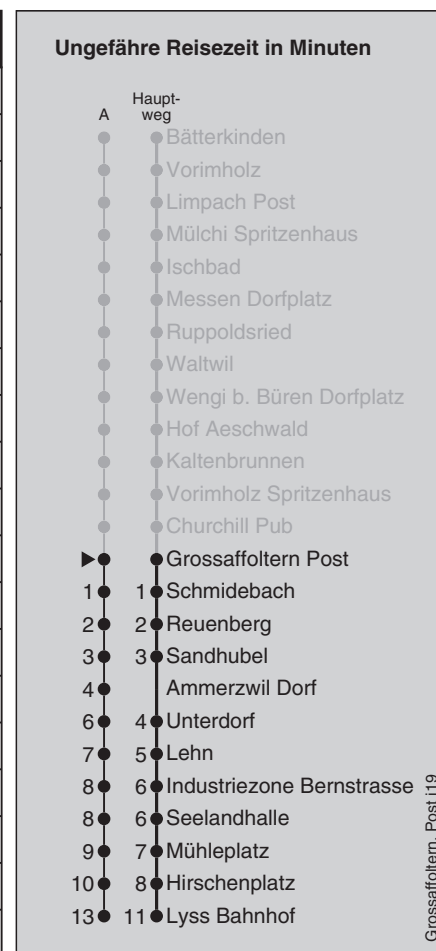 Ungefähre Reisezeit in Minuten
Haupt-
A weg
Bätterkinden
Vorimholz
Limpach Post
Mülchi Spritzenhaus
Ischbad
Messen Dorfplatz
Ruppoldsried
Waltwil
Wengi b. Büren Dorfplatz
Hof Aeschwald
Kaltenbrunnen
Vorimholz Spritzenhaus
Churchill Pub
Grossaffoltern Post
1 1 Schmidebach
2 2 Reuenberg
3 3 Sandhubel
4 Ammerzwil Dorf
6 4 Unterdorf
7 5 Lehn
8 6 Industriezone Bernstrasse
8 6 Seelandhalle
9 7 Mühleplatz
10 8 Hirschenplatz
13 11 Lyss Bahnhof
Grossaffoltern, Post j19